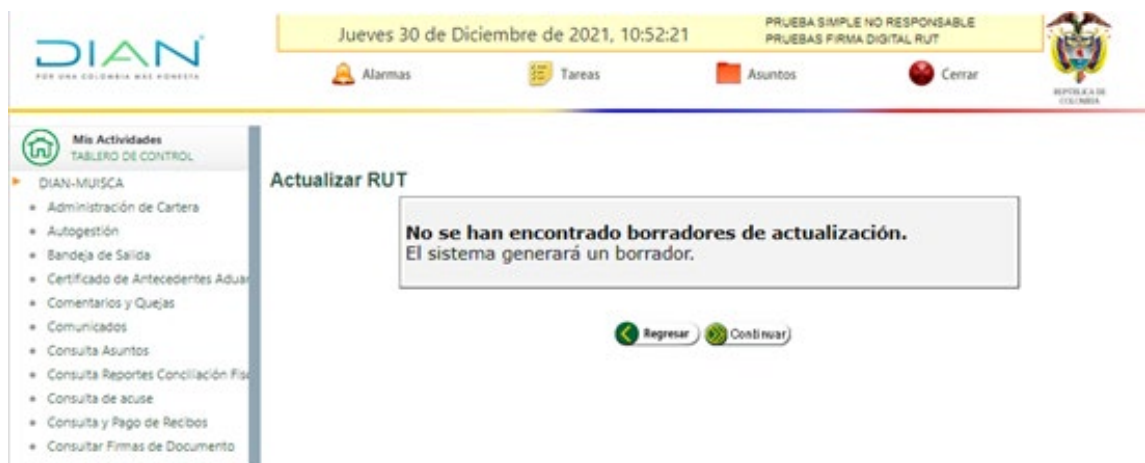 DIAN
POR UNA COLOMBIA MÁS HONESTA
Jueves 30 de Diciembre de 2021, 10:52:21
PRUEBA SIMPLE NO RESPONSABLE
PRUEBAS FIRMA DIGITAL RUT
Alarmas
Tareas
Asuntos
Cerrar
REPÚBLICA DE
COLOMBIA
Mis Actividades
TABLERO DE CONTROL
DIAN-MUISCA
Administración de Cartera
Autogestión
Bandeja de Salida
Certificado de Antecedentes Aduan
Comentarios y Quejas
Comunicados
Consulta Asuntos
Consulta Reportes Conciliación Fisc
Consulta de acuse
Consulta y Pago de Recibos
Consultar Firmas de Documento
Actualizar RUT
No se han encontrado borradores de actualización.
El sistema generará un borrador.
Regresar
Continuar